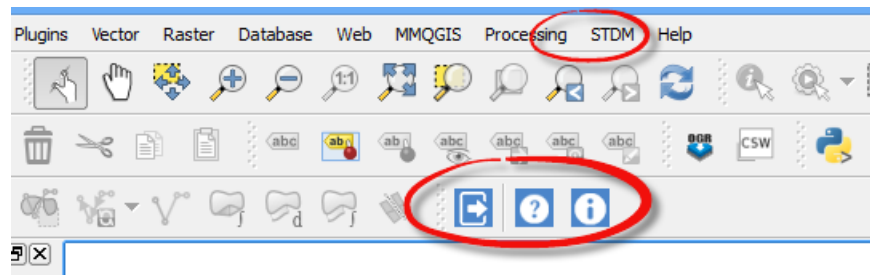 Plugins Vector Raster Database Web MMQGIS Processing STDM Help
1:1
abc ab ab abc abc abc abc OGR CSW
j d j